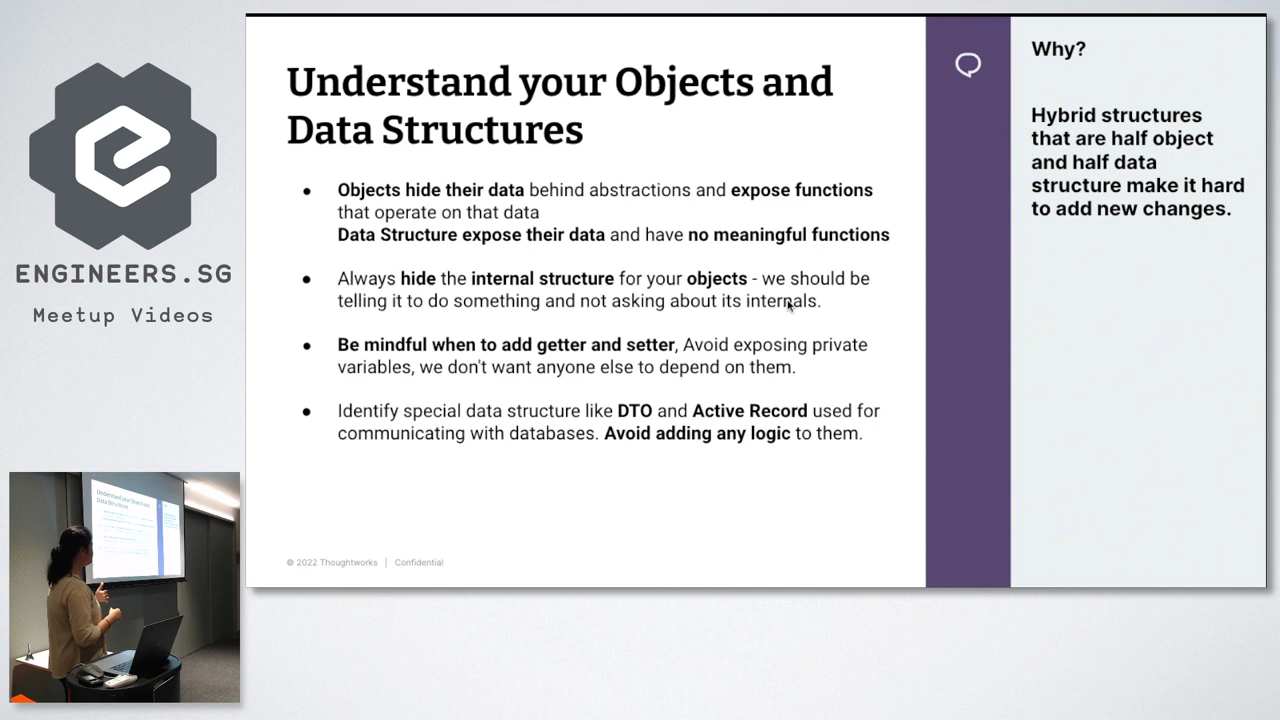 ENGINEERS.SG
Meetup Videos
Understand your Objects and
Data Structures
● Objects hide their data behind abstractions and expose functions
that operate on that data
Data Structure expose their data and have no meaningful functions
● Always hide the internal structure for your objects - we should be
telling it to do something and not asking about its internals.
● Be mindful when to add getter and setter, Avoid exposing private
variables, we don't want anyone else to depend on them.
● Identify special data structure like DTO and Active Record used for
communicating with databases. Avoid adding any logic to them.
© 2022 Thoughtworks | Confidential
Why?
Hybrid structures
that are half object
and half data
structure make it hard
to add new changes.
Understand your Objects and
Data Structures